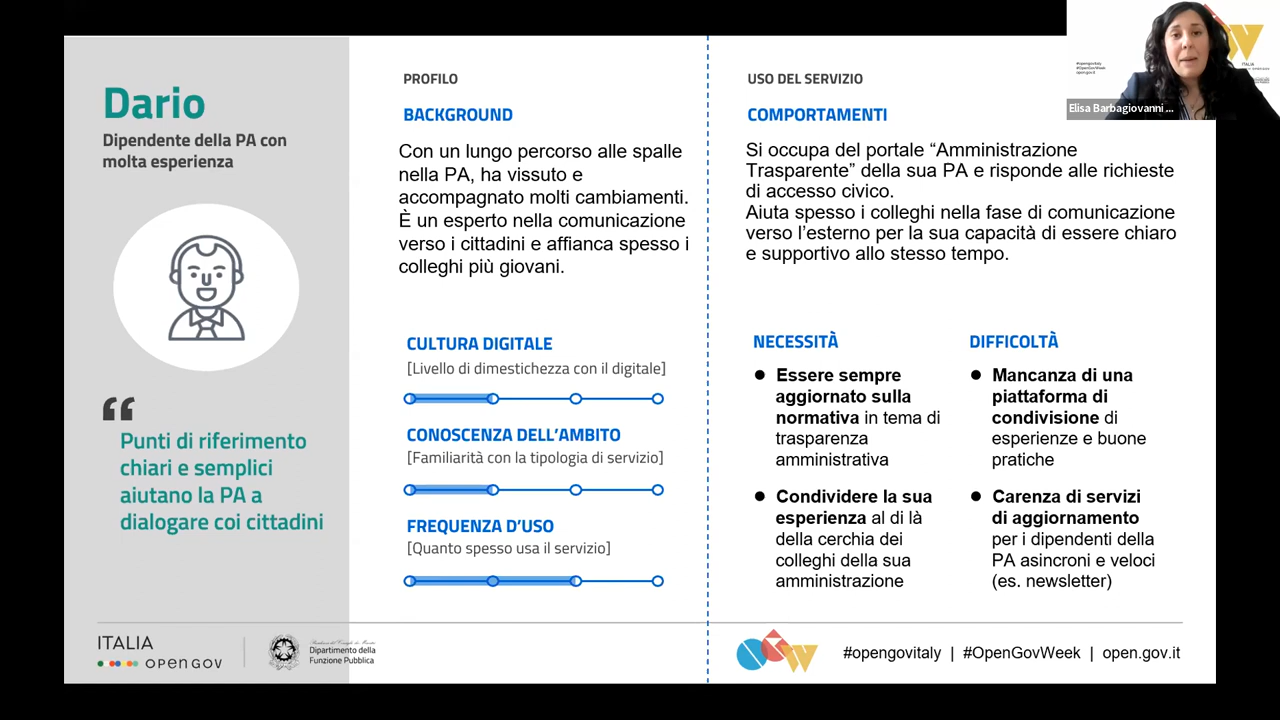 Dario
Dipendente della PA con
molta esperienza
“
Punti di riferimento
chiari e semplici
aiutano la PA a
dialogare coi cittadini
PROFILO
BACKGROUND
Con un lungo percorso alle spalle
nella PA, ha vissuto e
accompagnato molti cambiamenti.
È un esperto nella comunicazione
verso i cittadini e affianca spesso i
colleghi più giovani.
CULTURA DIGITALE
[Livello di dimestichezza con il digitale]
CONOSCENZA DELL’AMBITO
[Familiarità con la tipologia di servizio]
FREQUENZA D’USO
[Quanto spesso usa il servizio]
USO DEL SERVIZIO
COMPORTAMENTI
Si occupa del portale “Amministrazione
Trasparente” della sua PA e risponde alle richieste
di accesso civico.
Aiuta spesso i colleghi nella fase di comunicazione
verso l’esterno per la sua capacità di essere chiaro
e supportivo allo stesso tempo.
NECESSITÀ
● Essere sempre
aggiornato sulla
normativa in tema di
trasparenza
amministrativa
● Condividere la sua
esperienza al di là
della cerchia dei
colleghi della sua
amministrazione
DIFFICOLTÀ
● Mancanza di una
piattaforma di
condivisione di
esperienze e buone
pratiche
● Carenza di servizi
di aggiornamento
per i dipendenti della
PA asincroni e veloci
(es. newsletter)
#opengovitaly
#OpenGovWeek
open.gov.it
ITALIA
Elisa Barbagiovanni ...
ITALIA
open gov
Dipartimento della
Funzione Pubblica
#opengovitaly | #OpenGovWeek | open.gov.it